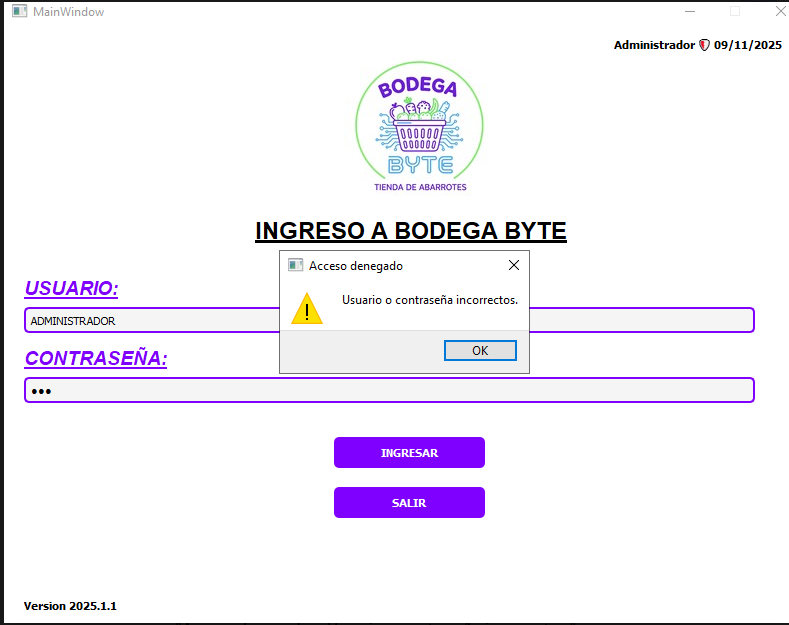 MainWindow
Administrador 09/11/2025
BODEGA
BYTE
TIENDA DE ABARROTES
INGRESO A BODEGA BYTE
Acceso denegado
Usuario o contraseña incorrectos.
OK
USUARIO:
ADMINISTRADOR
CONTRASEÑA:
INGRESAR
SALIR
Version 2025.1.1